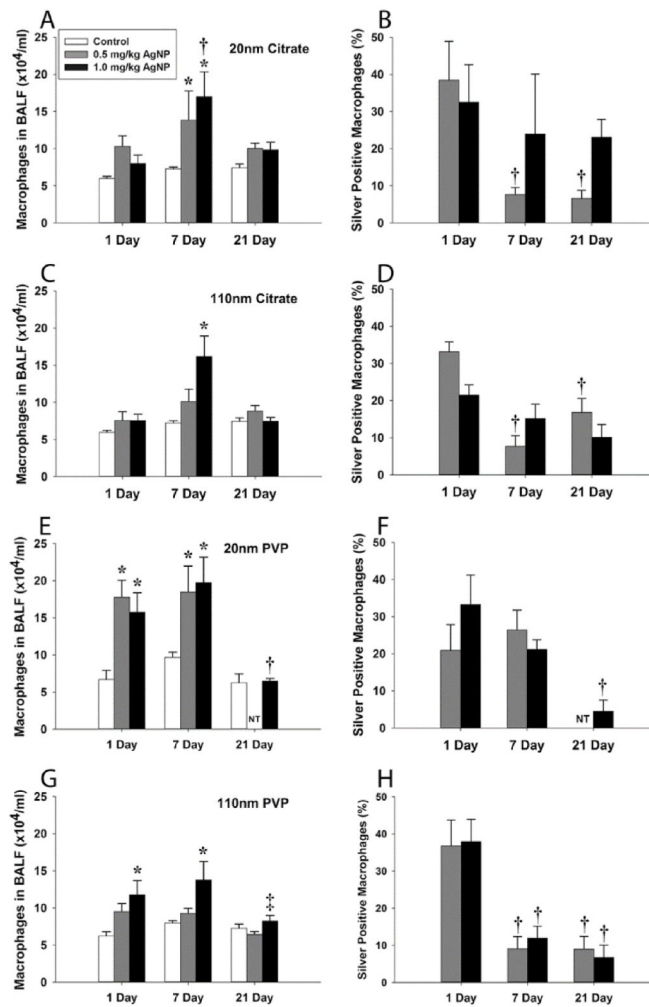 A
Control
0.5 mg/kg AgNP
1.0 mg/kg AgNP
20nm Citrate
Macrophages in BALF (x10⁴/ml)
25
20
15
10
5
0
*
†
*
1 Day 7 Day 21 Day
B
Silver Positive Macrophages (%)
50
40
30
20
10
0
† †
1 Day 7 Day 21 Day
C
110nm Citrate
Macrophages in BALF (x10⁴/ml)
25
20
15
10
5
0
*
1 Day 7 Day 21 Day
D
Silver Positive Macrophages (%)
50
40
30
20
10
0
† †
1 Day 7 Day 21 Day
E
20nm PVP
Macrophages in BALF (x10⁴/ml)
25
20
15
10
5
0
* * * * †
NT
1 Day 7 Day 21 Day
F
Silver Positive Macrophages (%)
50
40
30
20
10
0
†
NT
1 Day 7 Day 21 Day
G
110nm PVP
Macrophages in BALF (x10⁴/ml)
25
20
15
10
5
0
* * ‡
1 Day 7 Day 21 Day
H
Silver Positive Macrophages (%)
50
40
30
20
10
0
† † † †
1 Day 7 Day 21 Day